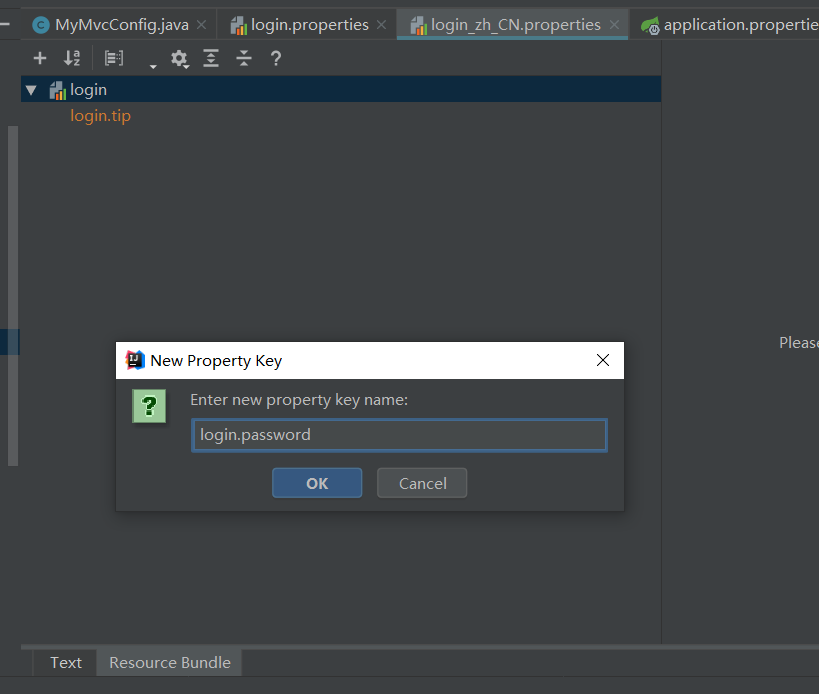 MyMvcConfig.java login.properties login_zh_CN.properties application.propertie
login
login.tip
Please
New Property Key
Enter new property key name:
login.password
OK Cancel
Text Resource Bundle